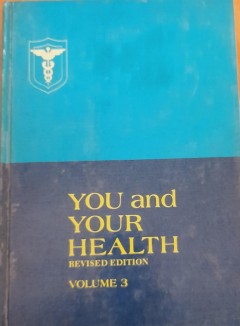 YOU and
YOUR
HEALTH
REVISED EDITION
VOLUME 3